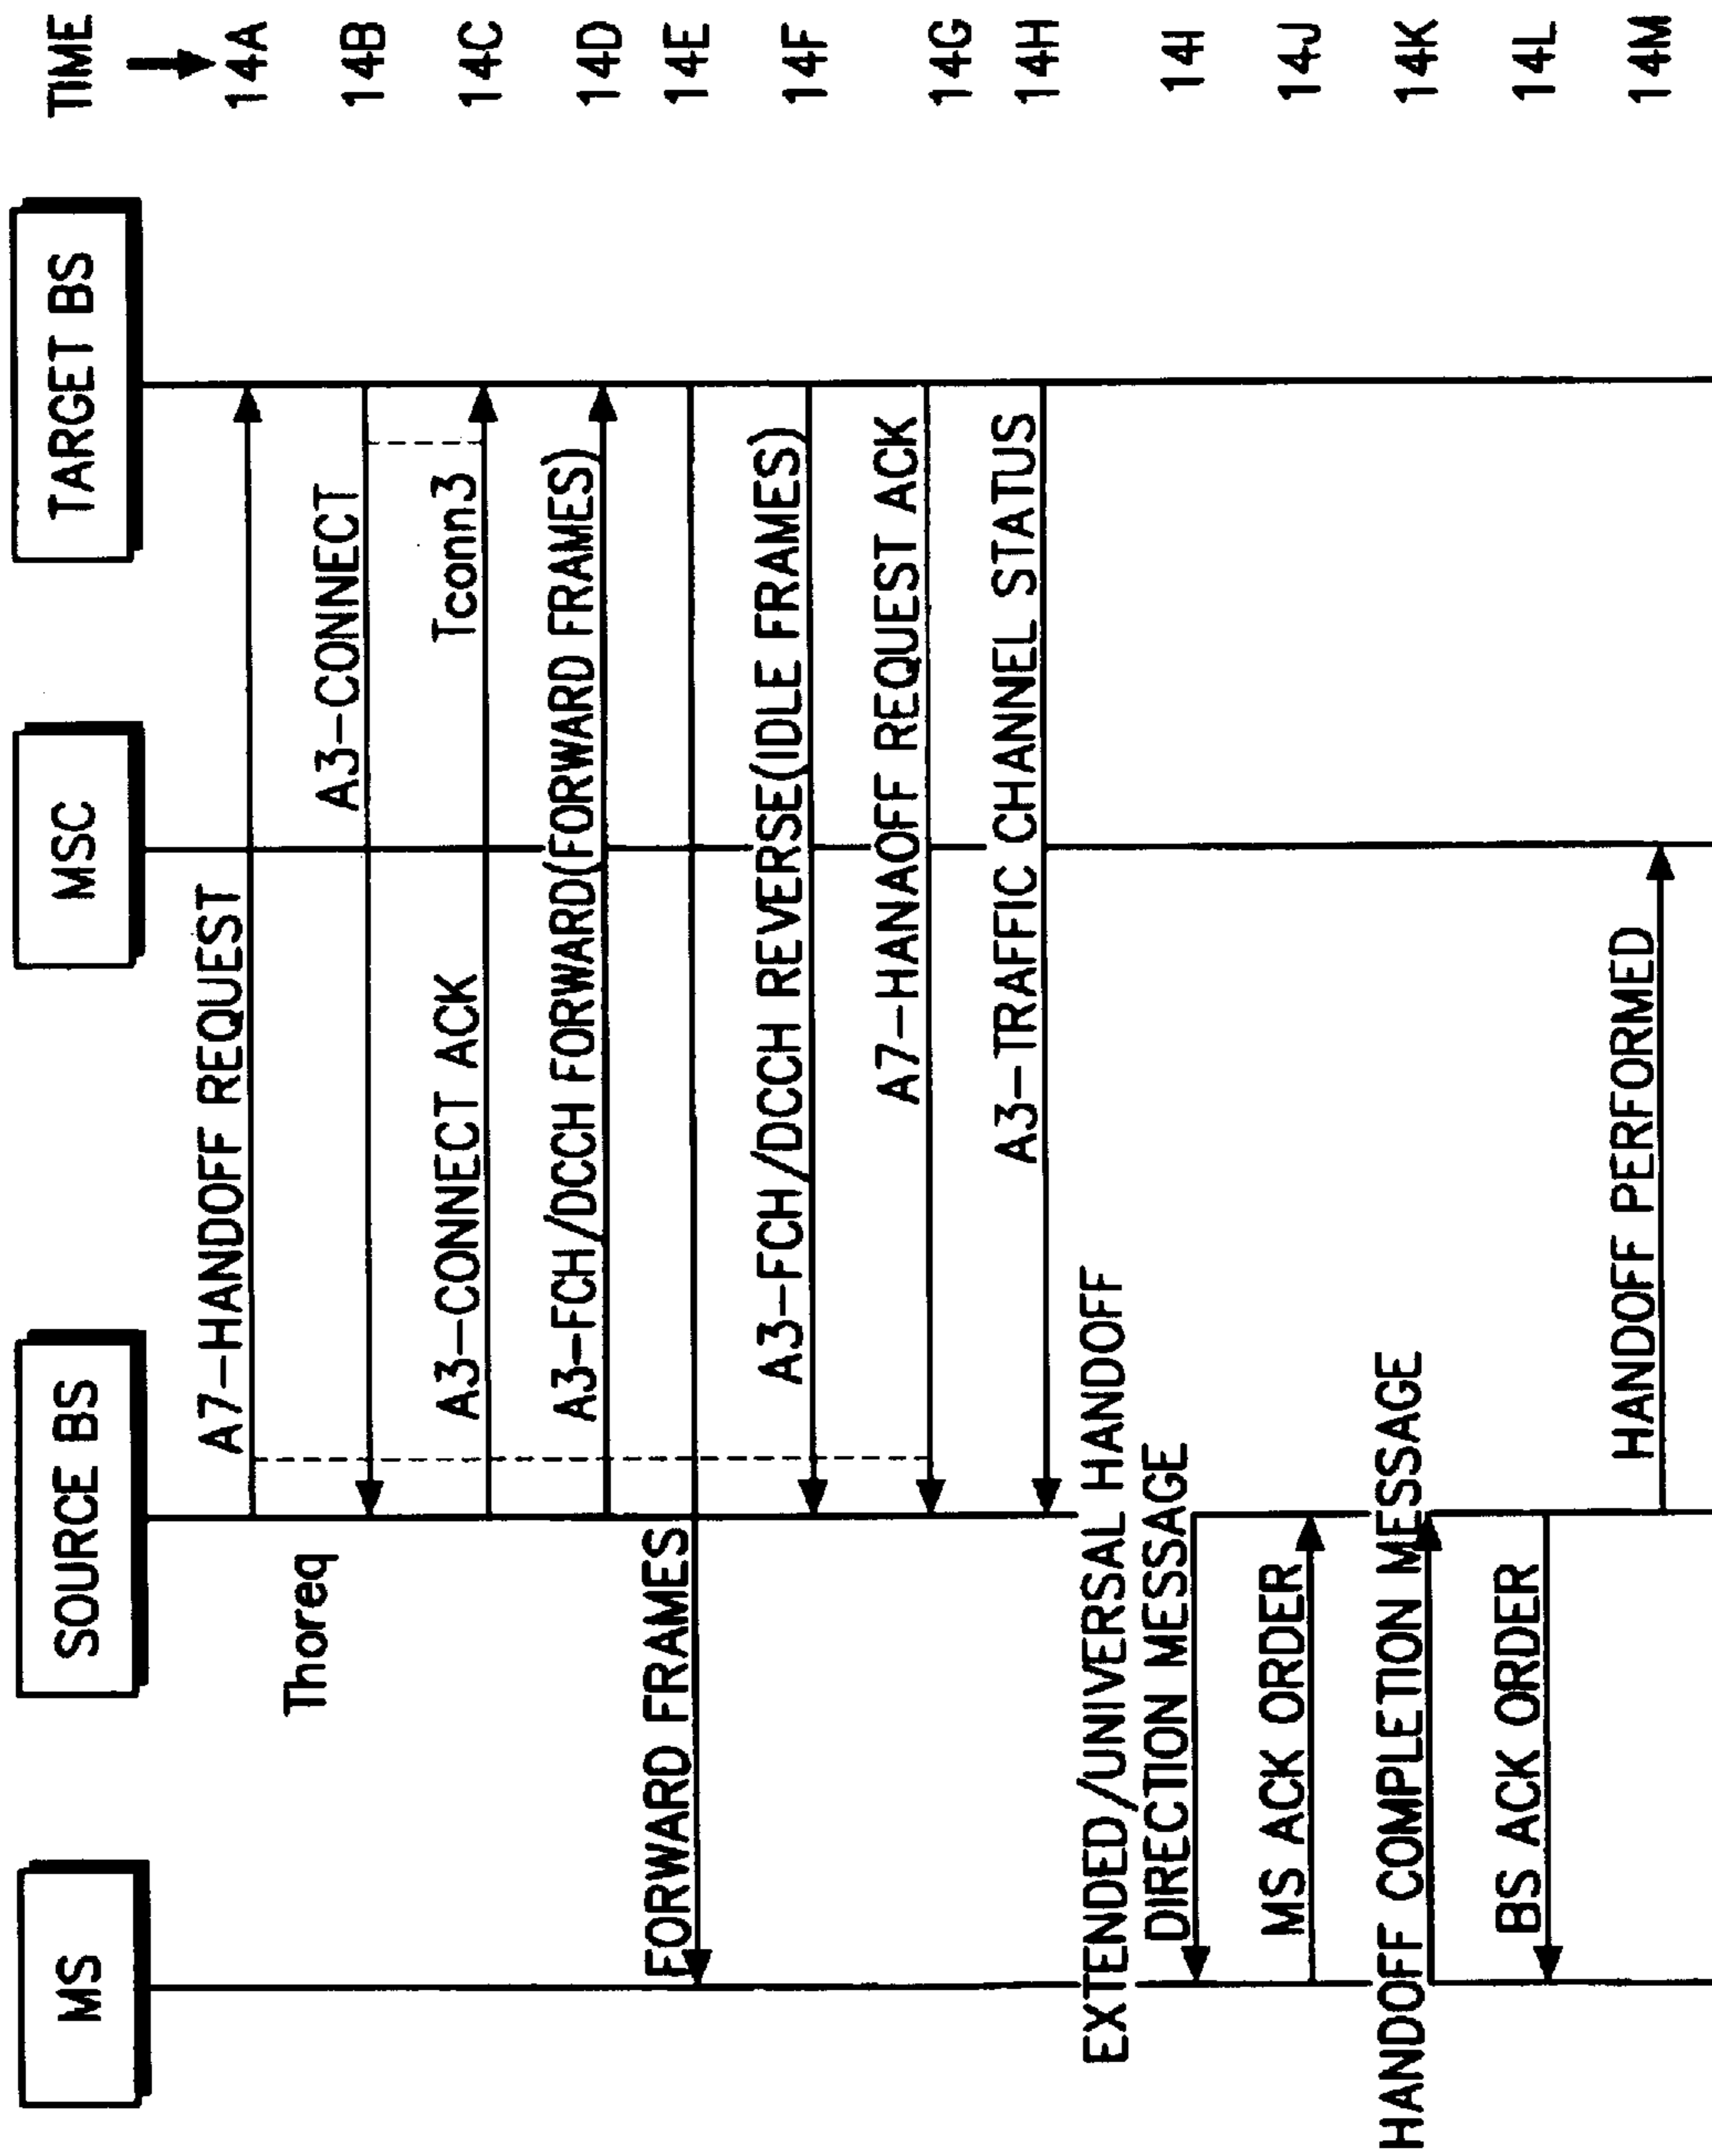 MS
SOURCE BS
MSC
TARGET BS
TIME
A7-HANDOFF REQUEST
14A
Thoreq
A3-CONNECT
14B
A3-CONNECT ACK
Tconn3
14C
A3-FCH/DCCH FORWARD(FORWARD FRAMES)
14D
FORWARD FRAMES
14E
A3-FCH/DCCH REVERSE(IDLE FRAMES)
14F
A7-HANAOFF REQUEST ACK
14G
A3-TRAFFIC CHANNEL STATUS
14H
EXTENDED/UNIVERSAL HANDOFF
DIRECTION MESSAGE
14I
MS ACK ORDER
14J
HANDOFF COMPLETION MESSAGE
14K
BS ACK ORDER
14L
HANDOFF PERFORMED
14M